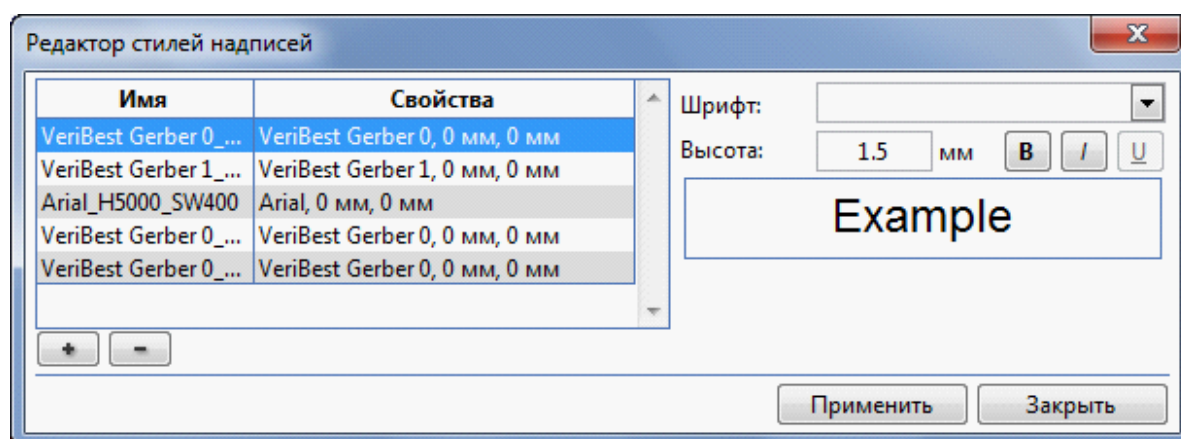 Редактор стилей надписей
Имя Свойства
VeriBest Gerber 0_... VeriBest Gerber 0, 0 мм, 0 мм
VeriBest Gerber 1_... VeriBest Gerber 1, 0 мм, 0 мм
Arial_H5000_SW400 Arial, 0 мм, 0 мм
VeriBest Gerber 0_... VeriBest Gerber 0, 0 мм, 0 мм
VeriBest Gerber 0_... VeriBest Gerber 0, 0 мм, 0 мм
+ -
Шрифт:
Высота: 1.5 мм B I U
Example
Применить Закрыть